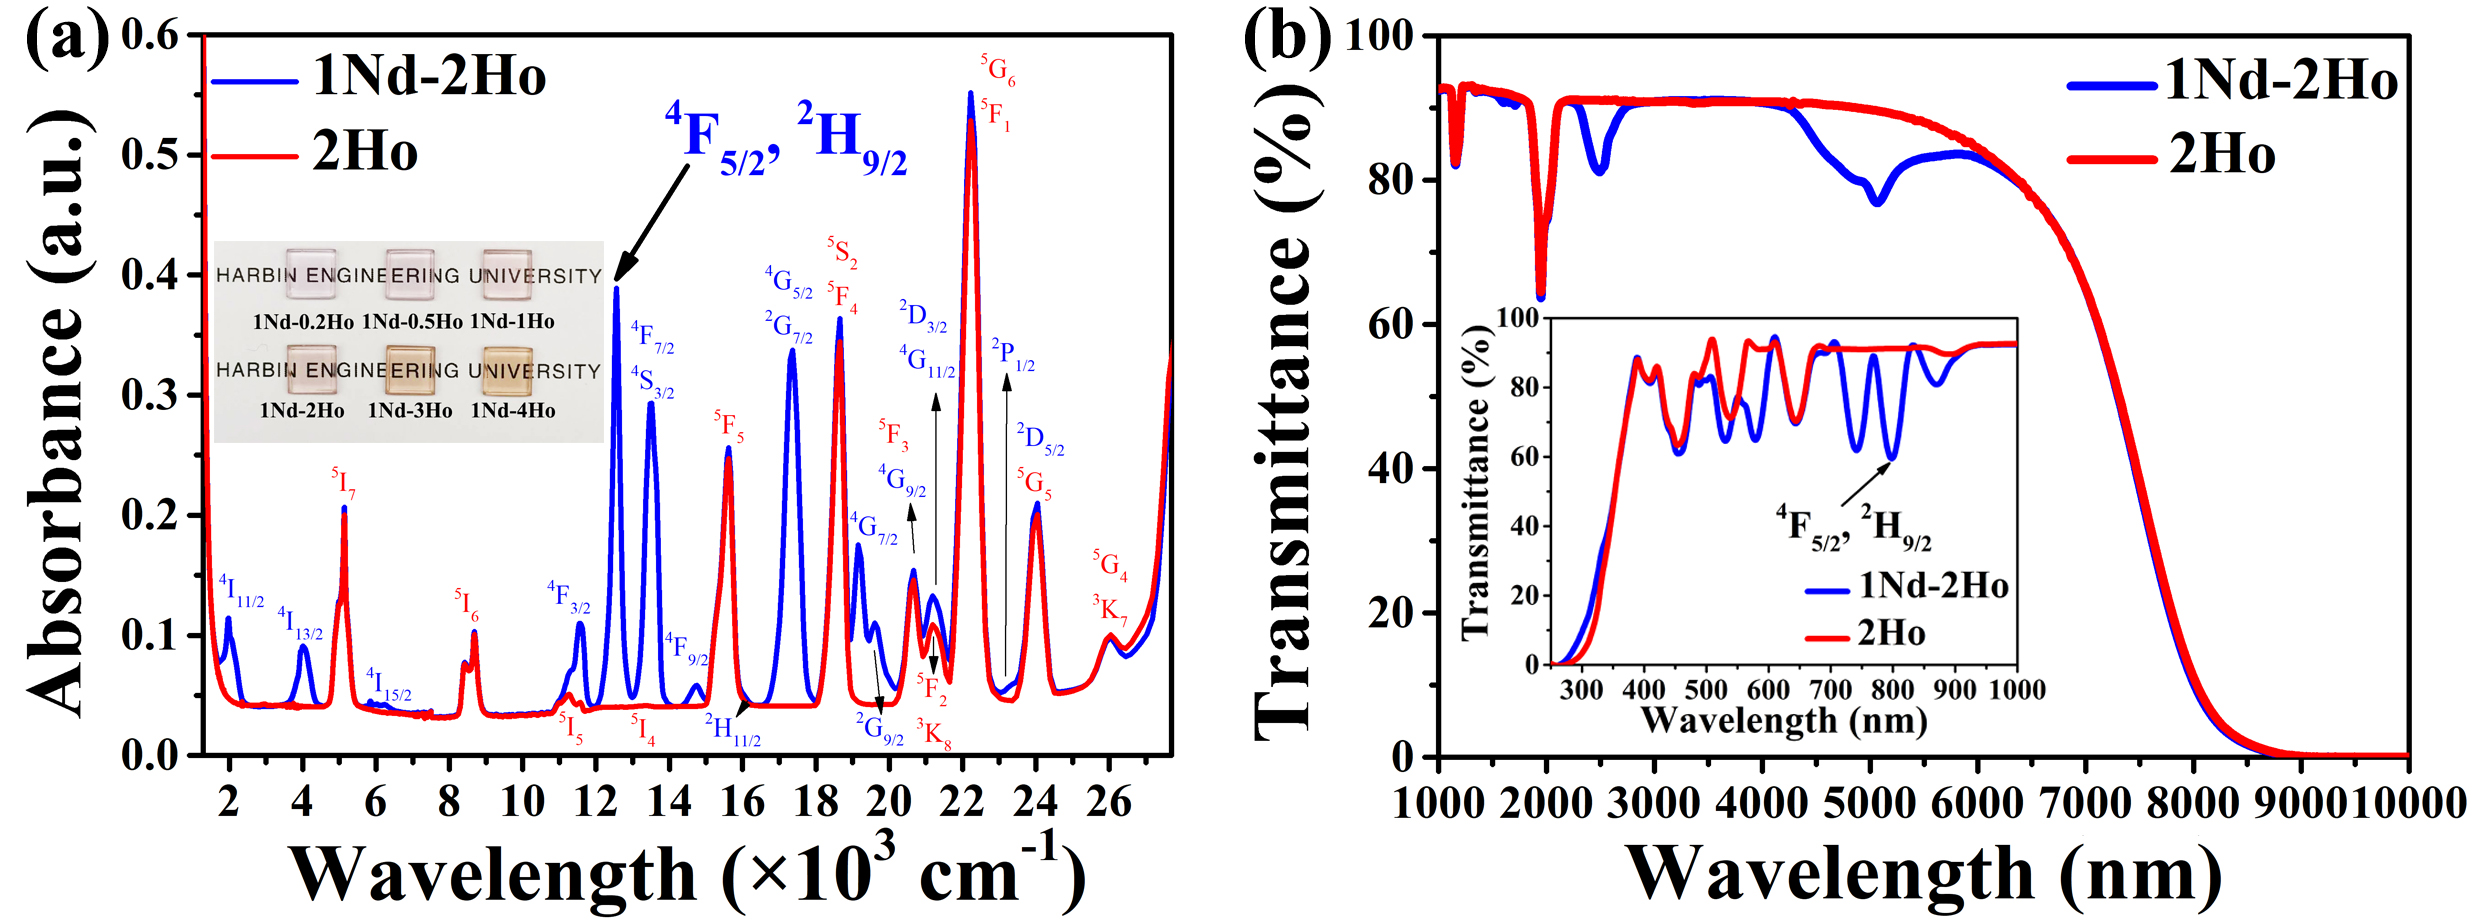 (a)
0.6
0.5
0.4
0.3
0.2
0.1
0.0
Absorbance (a.u.)
1Nd-2Ho
2Ho
⁴F₅/₂, ²H₉/₂
HARBIN ENGINEERING UNIVERSITY
1Nd-0.2Ho 1Nd-0.5Ho 1Nd-1Ho
HARBIN ENGINEERING UNIVERSITY
1Nd-2Ho 1Nd-3Ho 1Nd-4Ho
⁴I₁₁/₂
⁴I₁₃/₂
⁵I₇
⁴I₁₅/₂
⁵I₆
⁴F₃/₂
⁵I₅
⁴F₇/₂
⁴S₃/₂
⁵I₄
⁴F₉/₂
⁵F₅
²H₁₁/₂
⁴G₅/₂
²G₇/₂
⁵S₂
⁵F₄
⁴G₇/₂
²G₉/₂
⁵F₃
⁴G₉/₂
²D₃/₂
⁴G₁₁/₂
⁵F₂
³K₈
⁵G₆
⁵F₁
²P₁/₂
²D₅/₂
⁵G₅
⁵G₄
³K₇
2 4 6 8 10 12 14 16 18 20 22 24 26
Wavelength (×10³ cm⁻¹)
(b)
100
80
60
40
20
0
Transmittance (%)
1Nd-2Ho
2Ho
100
80
60
40
20
0
Transmittance (%)
⁴F₅/₂, ²H₉/₂
1Nd-2Ho
2Ho
300 400 500 600 700 800 900 1000
Wavelength (nm)
1000 2000 3000 4000 5000 6000 7000 8000 9000 10000
Wavelength (nm)